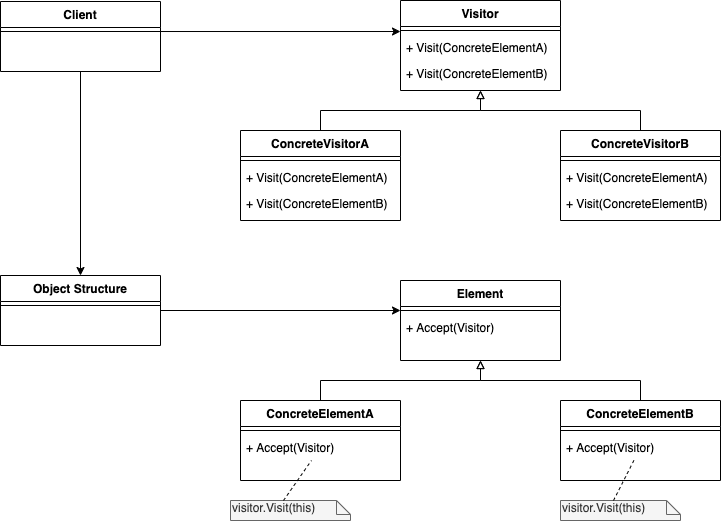 Client
Visitor
+ Visit(ConcreteElementA)
+ Visit(ConcreteElementB)
ConcreteVisitorA
+ Visit(ConcreteElementA)
+ Visit(ConcreteElementB)
ConcreteVisitorB
+ Visit(ConcreteElementA)
+ Visit(ConcreteElementB)
Object Structure
Element
+ Accept(Visitor)
ConcreteElementA
+ Accept(Visitor)
visitor.Visit(this)
ConcreteElementB
+ Accept(Visitor)
visitor.Visit(this)